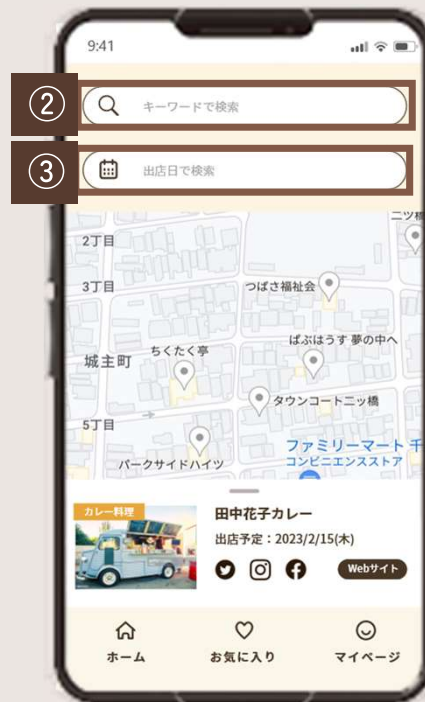 9:41
②
キーワードで検索
③
出店日で検索
二ツ橋
2丁目
3丁目
つばさ福祉会
ぱぶはうす 夢の中へ
ちくたく亭
城主町
タウンコートニッ橋
5丁目
ファミリーマート 千
コンビニエンスストア
パークサイドハイツ
カレー料理
田中花子カレー
出店予定：2023/2/15(木)
Webサイト
ホーム
お気に入り
マイページ